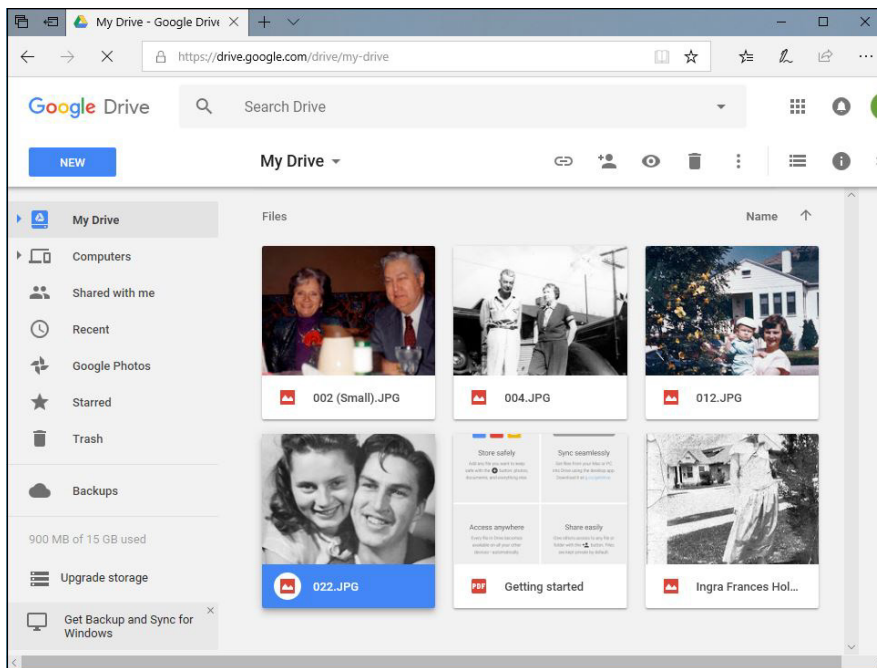 My Drive - Google Drive
https://drive.google.com/drive/my-drive
Google Drive
Search Drive
NEW
My Drive
My Drive
Computers
Shared with me
Recent
Google Photos
Starred
Trash
Backups
900 MB of 15 GB used
Upgrade storage
Get Backup and Sync for
Windows
Files
Name
002 (Small).JPG
004.JPG
012.JPG
Store safely
Sync seamlessly
Access anywhere
Share easily
022.JPG
PDF
Getting started
Ingra Frances Hol...